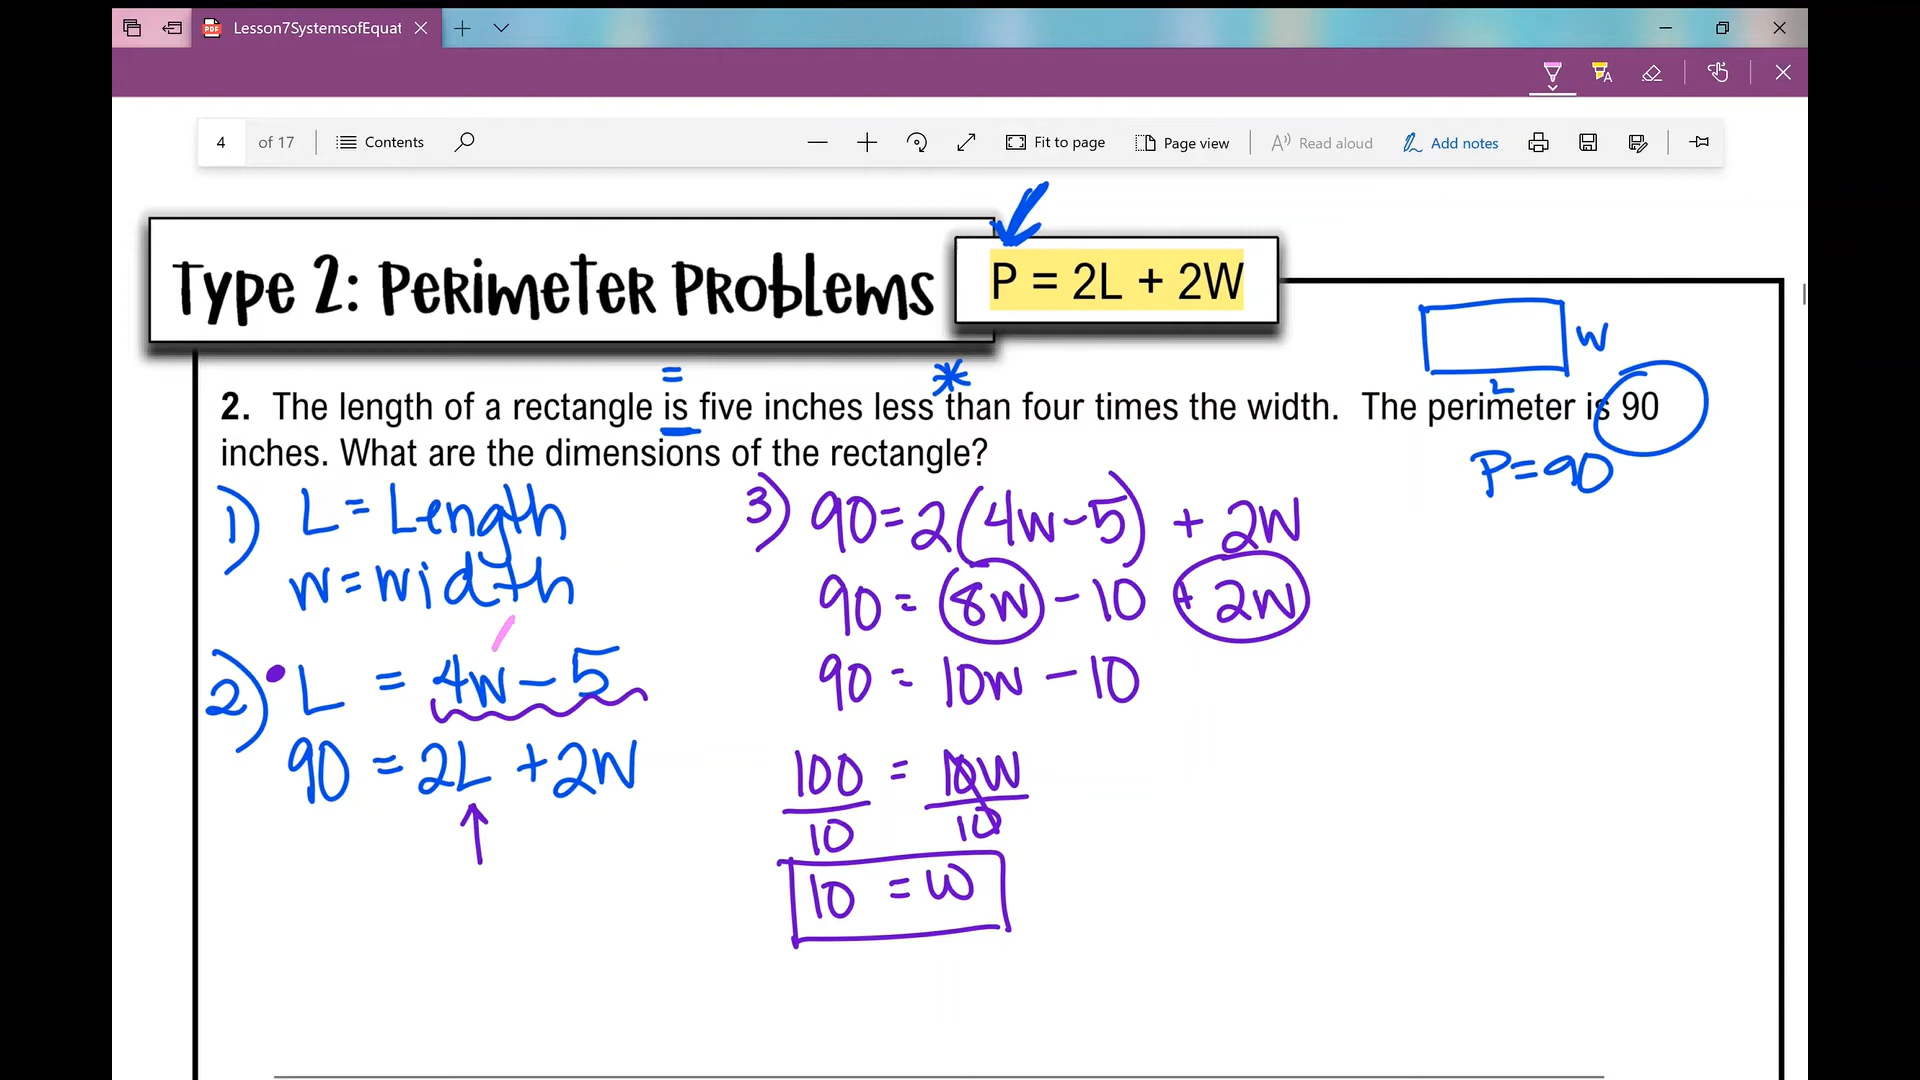 Lesson7SystemsofEquat
4 of 17 Contents Fit to page Page view Read aloud Add notes
Type 2: Perimeter Problems
P = 2L + 2W
W
L
=
*
2. The length of a rectangle is five inches less than four times the width. The perimeter is 90
inches. What are the dimensions of the rectangle?
P=90
1) L = Length
W = Width
2) L = 4W - 5
90 = 2L + 2W
3) 90 = 2(4W - 5) + 2W
90 = 8W - 10 + 2W
90 = 10W - 10
100 = 10W
10 10
10 = W